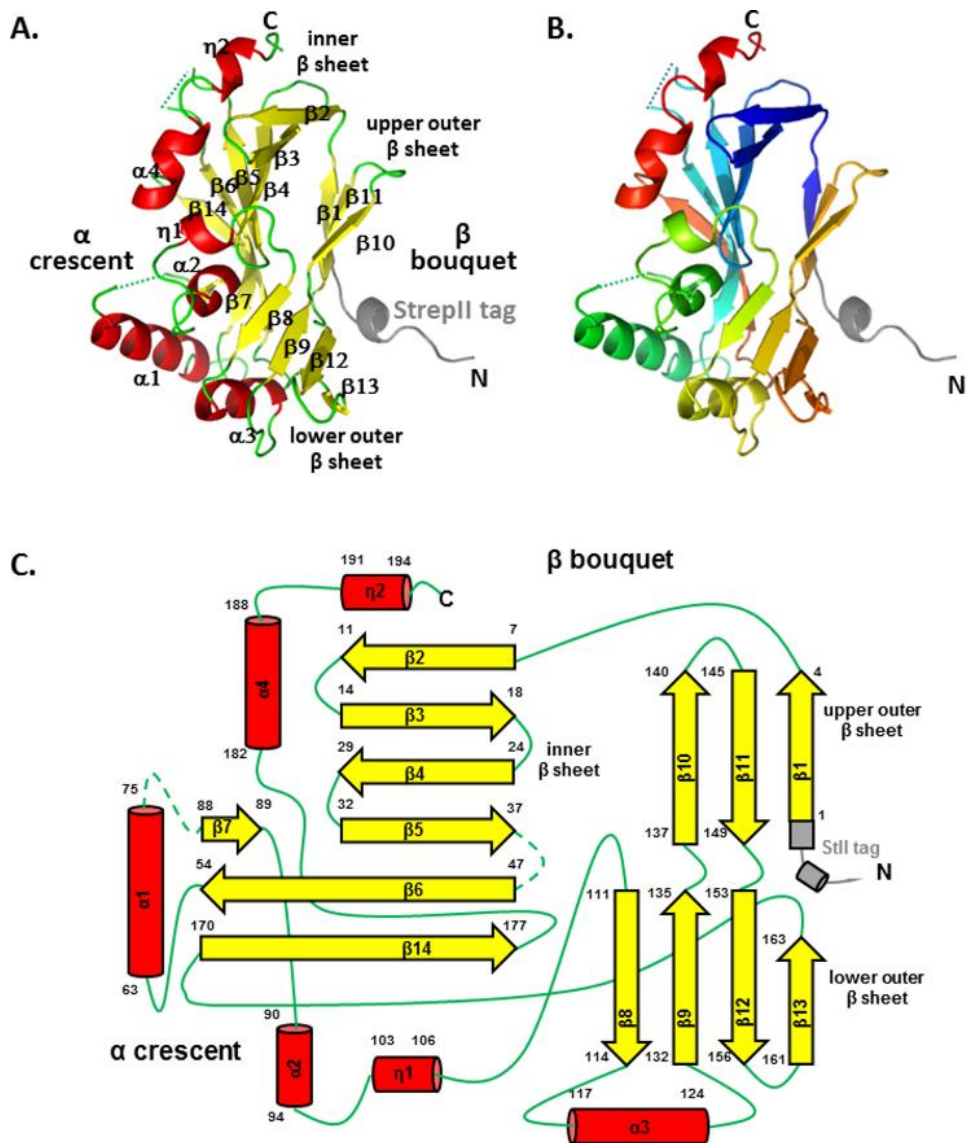 A.
C
η2
inner
β sheet
β2
upper outer
β sheet
β3
α4
β5
β6
β4
β11
β1
β14
η1
β10
α
crescent
β
bouquet
α2
β7
StrepII tag
β8
β9
β12
N
α1
β13
α3
lower outer
β sheet
B.
C
N
C.
β bouquet
191 194
η2
C
188
α4
182
11 7
β2
14 18
β3
29 24
β4
inner
β sheet
32 37
β5
75
88 89
β7
54 47
β6
α1
170 177
β14
63
90
α crescent
α2
94
103 106
η1
140 145 4
β10
β11
β1
upper outer
β sheet
137 149 1
StII tag
N
111 135 153
163
β8
β9
β12
β13
lower outer
β sheet
114 132 156 161
117 124
α3